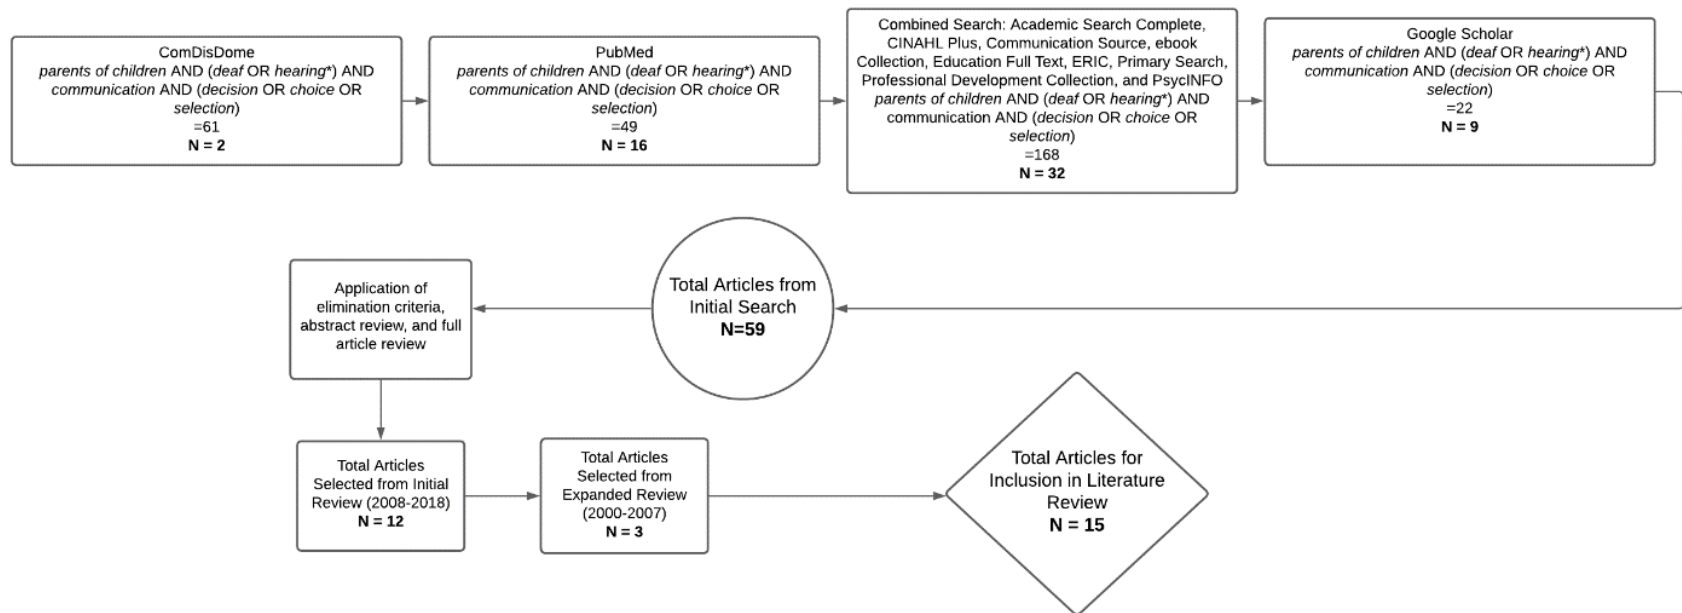 ComDisDome
parents of children AND (deaf OR hearing*) AND
communication AND (decision OR choice OR
selection)
=61
N = 2
PubMed
parents of children AND (deaf OR hearing*) AND
communication AND (decision OR choice OR
selection)
=49
N = 16
Combined Search: Academic Search Complete,
CINAHL Plus, Communication Source, ebook
Collection, Education Full Text, ERIC, Primary Search,
Professional Development Collection, and PsycINFO
parents of children AND (deaf OR hearing*) AND
communication AND (decision OR choice OR
selection)
=168
N = 32
Google Scholar
parents of children AND (deaf OR hearing*) AND
communication AND (decision OR choice OR
selection)
=22
N = 9
Total Articles from
Initial Search
N=59
Application of
elimination criteria,
abstract review, and full
article review
Total Articles
Selected from Initial
Review (2008-2018)
N = 12
Total Articles
Selected from
Expanded Review
(2000-2007)
N = 3
Total Articles for
Inclusion in Literature
Review
N = 15